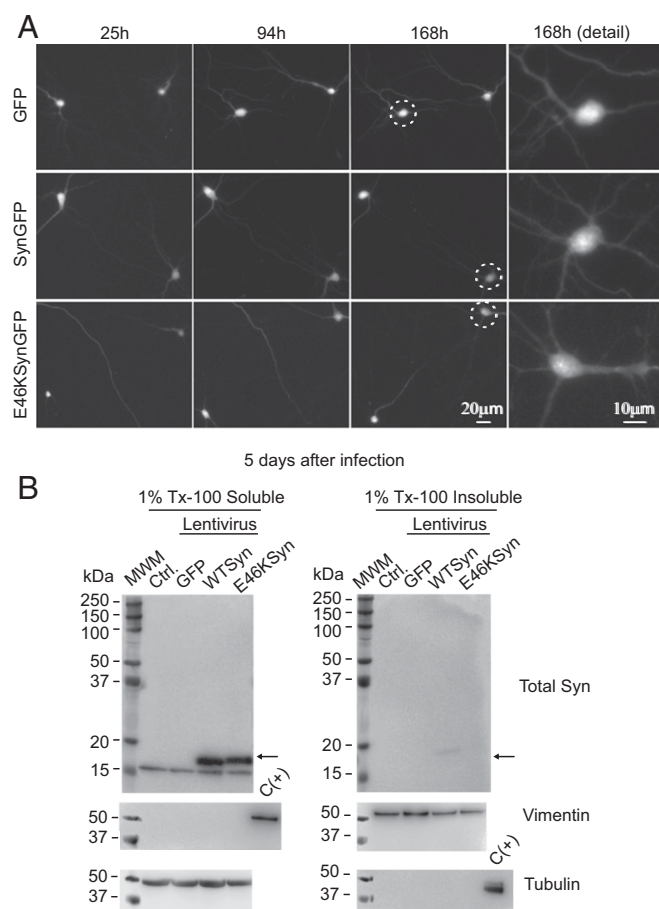 A
25h 94h 168h 168h (detail)
GFP
SynGFP
E46KSynGFP
20µm 10µm
5 days after infection
B
1% Tx-100 Soluble
Lentivirus
kDa MWM Ctrl. GFP WTSyn E46KSyn
250
150
100
50
37
20
15
C(+)
50
37
50
37
1% Tx-100 Insoluble
Lentivirus
kDa MWM Ctrl. GFP WTSyn E46KSyn
250
150
100
50
37
20
15
Total Syn
50
37
Vimentin
C(+)
50
37
Tubulin